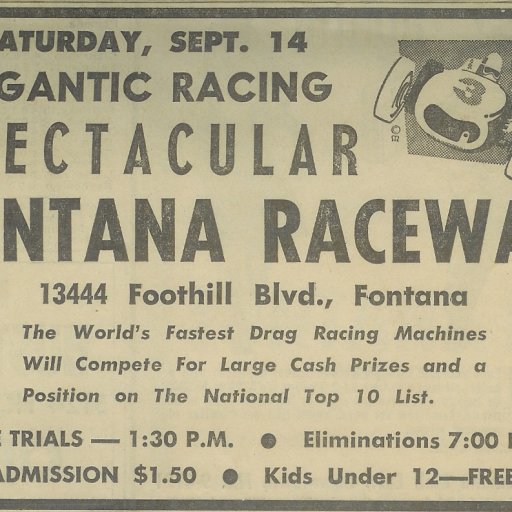 ATURDAY, SEPT. 14
GANTIC RACING
ECTACULAR
NTANA RACEWA
13444 Foothill Blvd., Fontana
The World's Fastest Drag Racing Machines
Will Compete For Large Cash Prizes and a
Position on The National Top 10 List.
E TRIALS — 1:30 P.M. ● Eliminations 7:00 P
ADMISSION $1.50 ● Kids Under 12—FREE
3